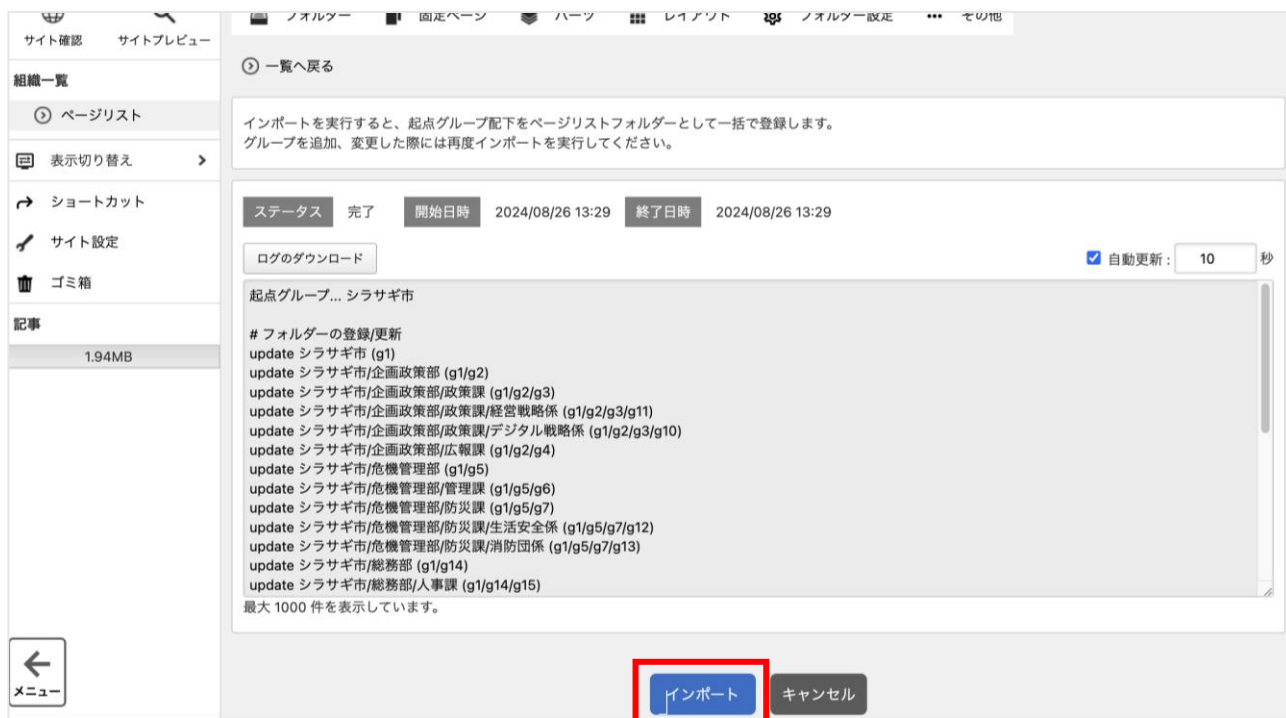 フォルダー 固定ページ パーツ レイアウト フォルダー設定 ••• その他
サイト確認 サイトプレビュー
一覧へ戻る
組織一覧
ページリスト
表示切り替え
ショートカット
サイト設定
ゴミ箱
記事
1.94MB
メニュー
インポートを実行すると、起点グループ配下をページリストフォルダーとして一括で登録します。
グループを追加、変更した際には再度インポートを実行してください。
ステータス 完了 開始日時 2024/08/26 13:29 終了日時 2024/08/26 13:29
ログのダウンロード 自動更新 : 10 秒
起点グループ... シラサギ市
# フォルダーの登録/更新
update シラサギ市 (g1)
update シラサギ市/企画政策部 (g1/g2)
update シラサギ市/企画政策部/政策課 (g1/g2/g3)
update シラサギ市/企画政策部/政策課/経営戦略係 (g1/g2/g3/g11)
update シラサギ市/企画政策部/政策課/デジタル戦略係 (g1/g2/g3/g10)
update シラサギ市/企画政策部/広報課 (g1/g2/g4)
update シラサギ市/危機管理部 (g1/g5)
update シラサギ市/危機管理部/管理課 (g1/g5/g6)
update シラサギ市/危機管理部/防災課 (g1/g5/g7)
update シラサギ市/危機管理部/防災課/生活安全係 (g1/g5/g7/g12)
update シラサギ市/危機管理部/防災課/消防団係 (g1/g5/g7/g13)
update シラサギ市/総務部 (g1/g14)
update シラサギ市/総務部/人事課 (g1/g14/g15)
最大 1000 件を表示しています。
インポート キャンセル